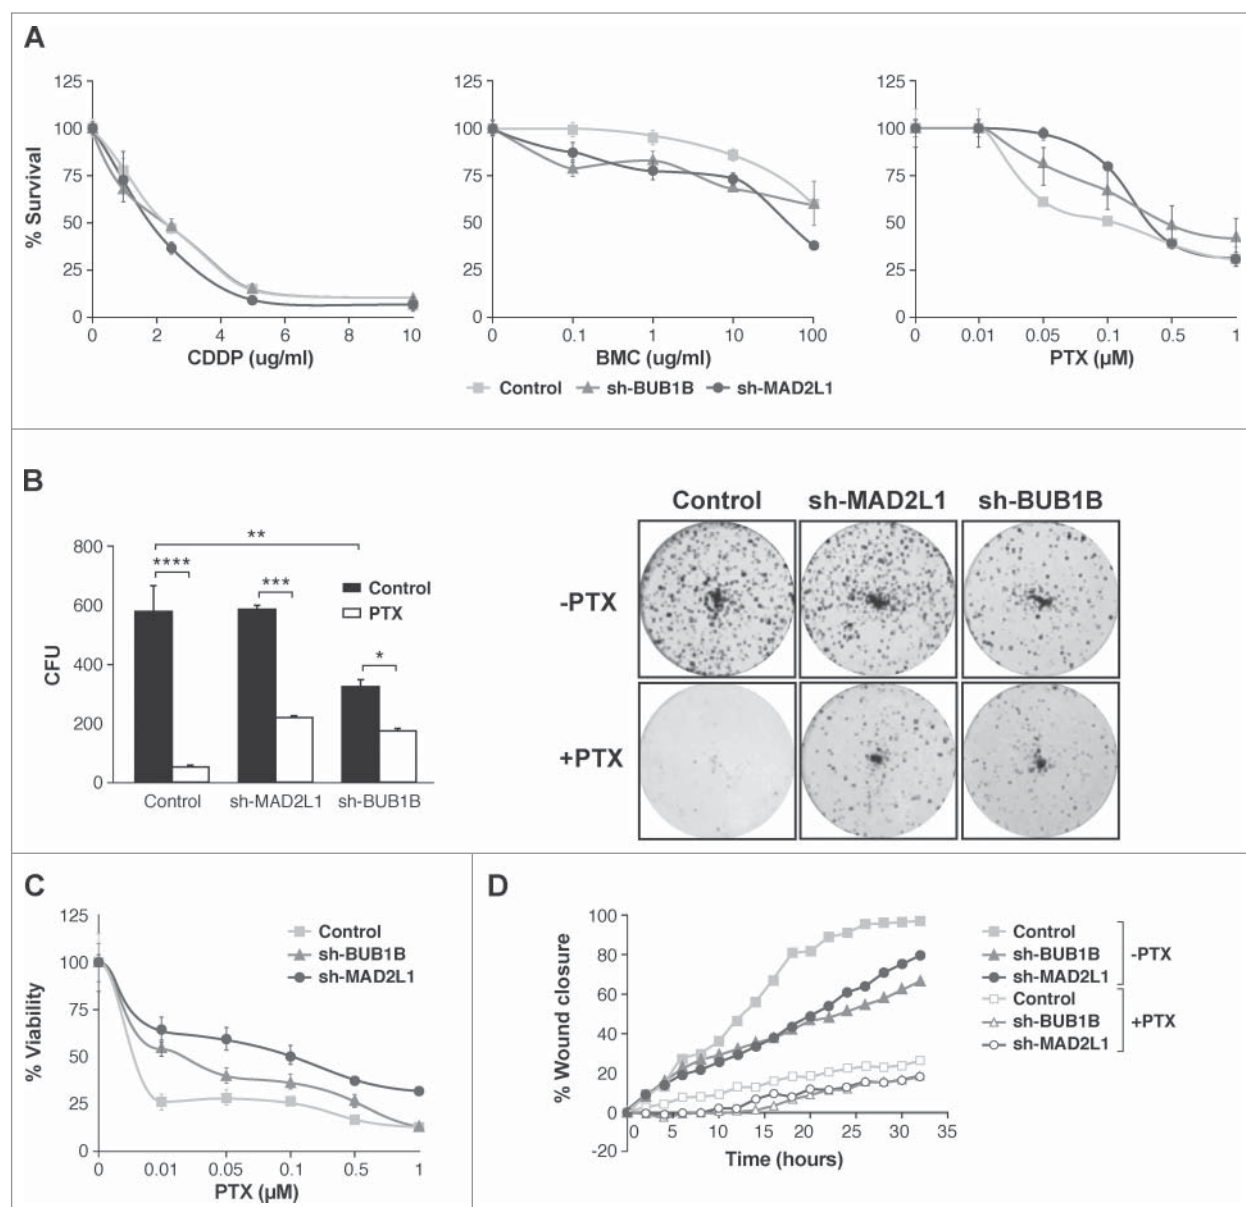 A
125 125 125
100 100 100
75 75 75
50 50 50
25 25 25
0 0 0
% Survival
0 2 4 6 8 10
0 0.1 1 10 100
0 0.01 0.05 0.1 0.5 1
CDDP (ug/ml) BMC (ug/ml) PTX (µM)
Control sh-BUB1B sh-MAD2L1
B
800
600
400
200
0
CFU
**
****
***
*
Control
PTX
Control sh-MAD2L1 sh-BUB1B
Control sh-MAD2L1 sh-BUB1B
-PTX
+PTX
C
125
100
75
50
25
0
% Viability
Control
sh-BUB1B
sh-MAD2L1
0 0.01 0.05 0.1 0.5 1
PTX (µM)
D
100
80
60
40
20
0
-20
% Wound closure
0 5 10 15 20 25 30 35
Time (hours)
Control
sh-BUB1B
sh-MAD2L1
-PTX
Control
sh-BUB1B
sh-MAD2L1
+PTX